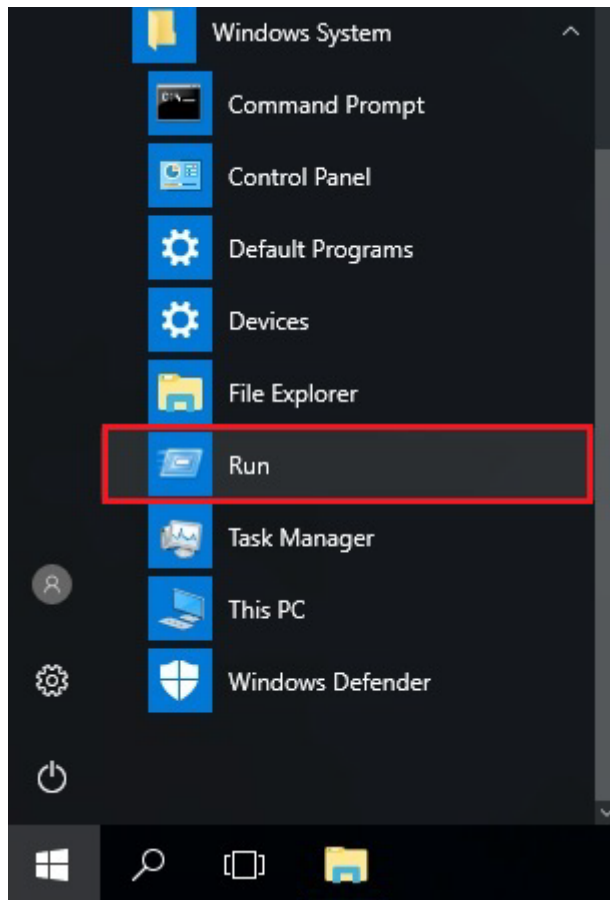 Windows System
Command Prompt
Control Panel
Default Programs
Devices
File Explorer
Run
Task Manager
This PC
Windows Defender